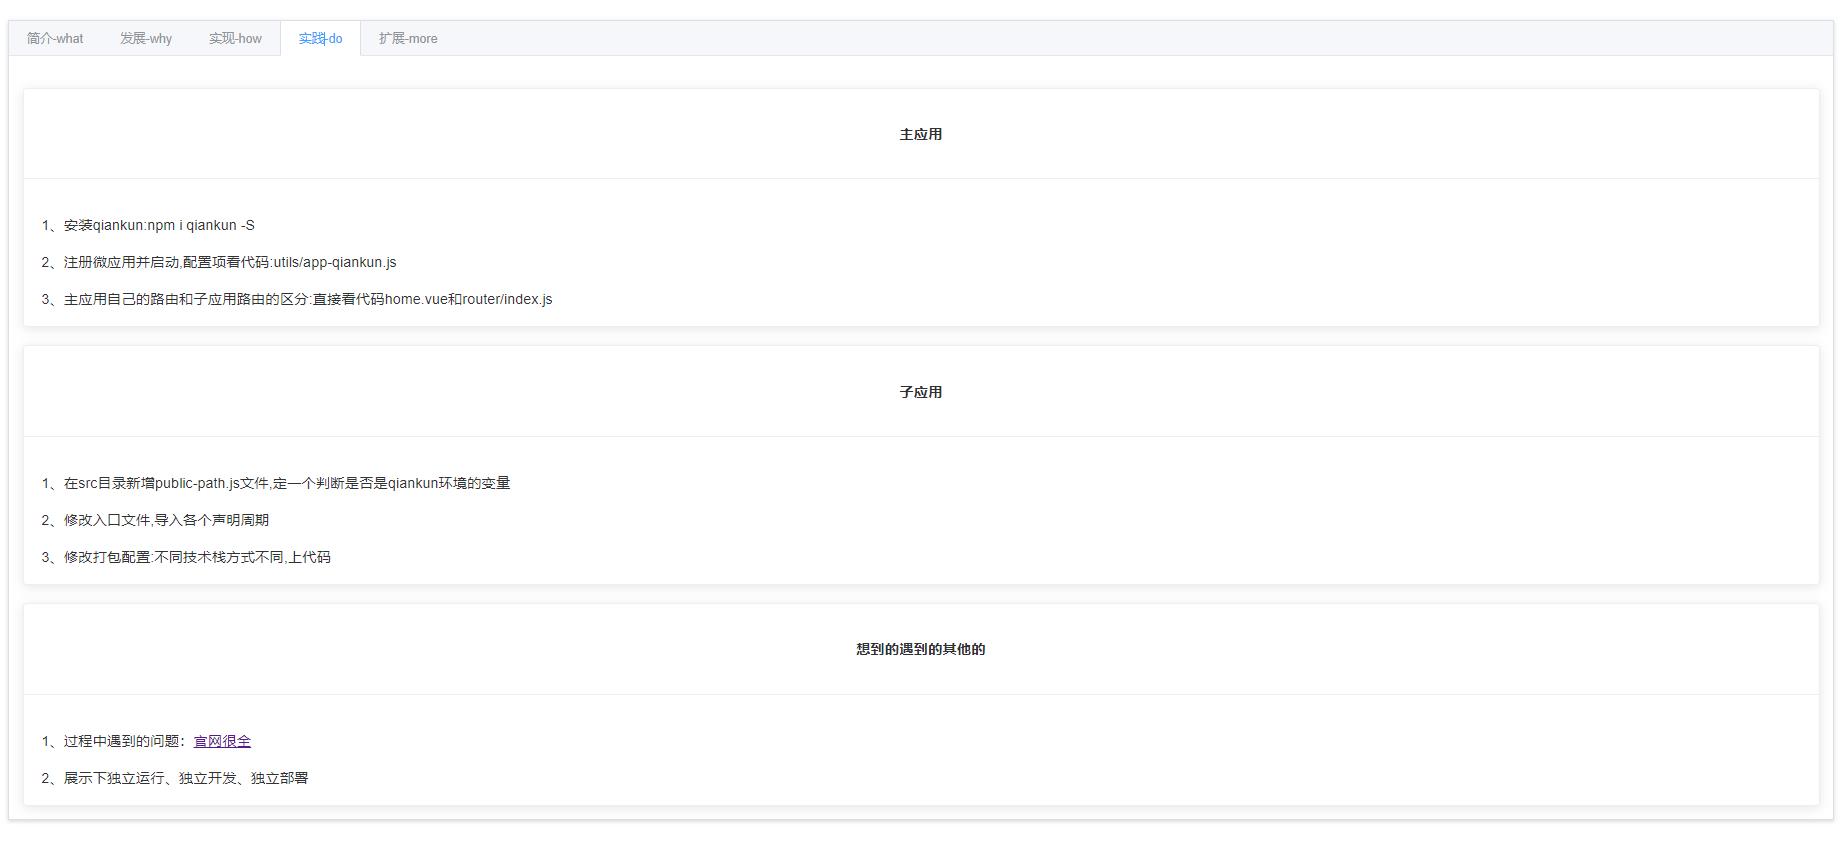 简介-what 发展-why 实现-how 实践-do 扩展-more
主应用
1、安装qiankun:npm i qiankun -S
2、注册微应用并启动,配置项看代码:utils/app-qiankun.js
3、主应用自己的路由和子应用路由的区分:直接看代码home.vue和router/index.js
子应用
1、在src目录新增public-path.js文件,定一个判断是否是qiankun环境的变量
2、修改入口文件,导入各个声明周期
3、修改打包配置:不同技术栈方式不同,上代码
想到的遇到的其他的
1、过程中遇到的问题：官网很全
2、展示下独立运行、独立开发、独立部署